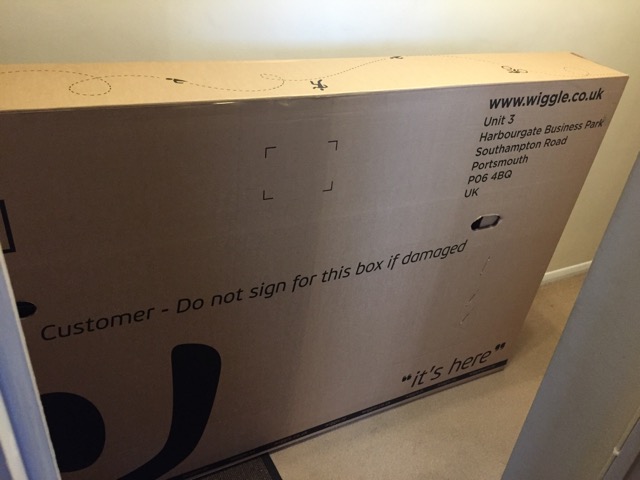 www.wiggle.co.uk
Unit 3
Harbourgate Business Park
Southampton Road
Portsmouth
PO6 4BQ
UK
Customer - Do not sign for this box if damaged
"it's here"